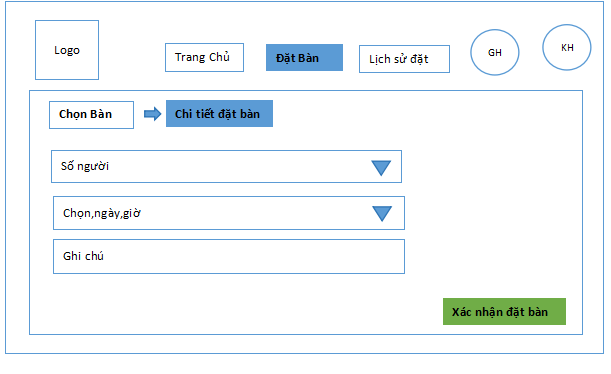 Logo
Trang Chủ
Đặt Bàn
Lịch sử đặt
GH
KH
Chọn Bàn
Chi tiết đặt bàn
Số người
Chọn,ngày,giờ
Ghi chú
Xác nhận đặt bàn